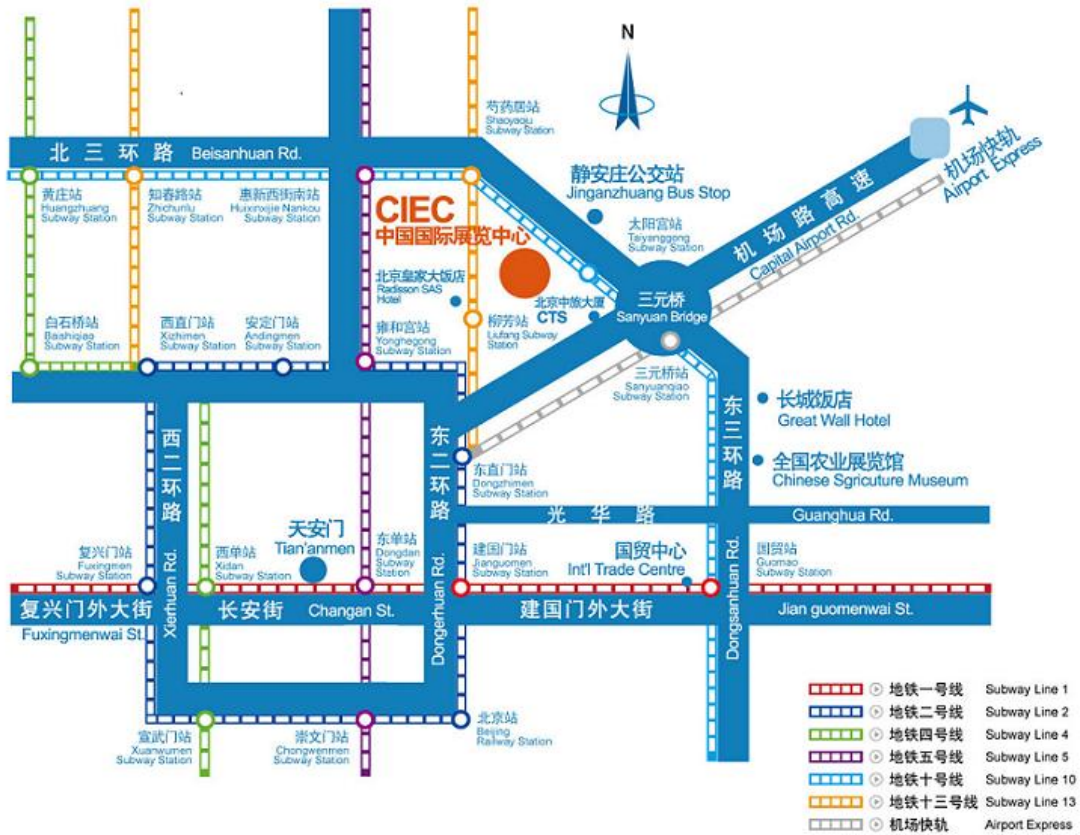 N
芍药居站
Shaoyaoju
Subway Station
北三环路 Beisanhuan Rd.
静安庄公交站
Jinganzhuang Bus Stop
机场快轨
Airport Express
机场路高速
Capital Airport Rd.
黄庄站
Huangzhuang
Subway Station
知春路站
Zhichunlu
Subway Station
惠新西街南站
Huixinxijie Nankou
Subway Station
CIEC
中国国际展览中心
太阳宫站
Taiyanggong
Subway Station
北京皇家大饭店
Radisson SAS
Hotel
北京中旅大厦
CTS
三元桥
Sanyuan Bridge
白石桥站
Baishiqiao
Subway Station
西直门站
Xizhimen
Subway Station
安定门站
Andingmen
Subway Station
雍和宫站
Yonghegong
Subway Station
柳芳站
Liufang Subway
Station
三元桥站
Sanyuanqiao
Subway Station
长城饭店
Great Wall Hotel
西二环路
Xierhuan Rd.
东二环路
Dongerhuan Rd.
东三环路
Dongsanhuan Rd.
全国农业展览馆
Chinese Sgricuture Museum
东直门站
Dongzhimen
Subway Station
光华路
Guanghua Rd.
复兴门站
Fuxingmen
Subway Station
西单站
Xidan
Subway Station
天安门
Tian'anmen
东单站
Dongdan
Subway
Station
建国门站
Jianguomen
Subway Station
国贸中心
Int'l Trade Centre
国贸站
Guomao
Subway Station
复兴门外大街
Fuxingmenwai St.
长安街 Changan St.
建国门外大街
Jian guomenwai St.
宣武门站
Xuanwumen
Subway Station
崇文门站
Chongwenmen
Subway Station
北京站
Beijing
Railway Station
地铁一号线 Subway Line 1
地铁二号线 Subway Line 2
地铁四号线 Subway Line 4
地铁五号线 Subway Line 5
地铁十号线 Subway Line 10
地铁十三号线 Subway Line 13
机场快轨 Airport Express